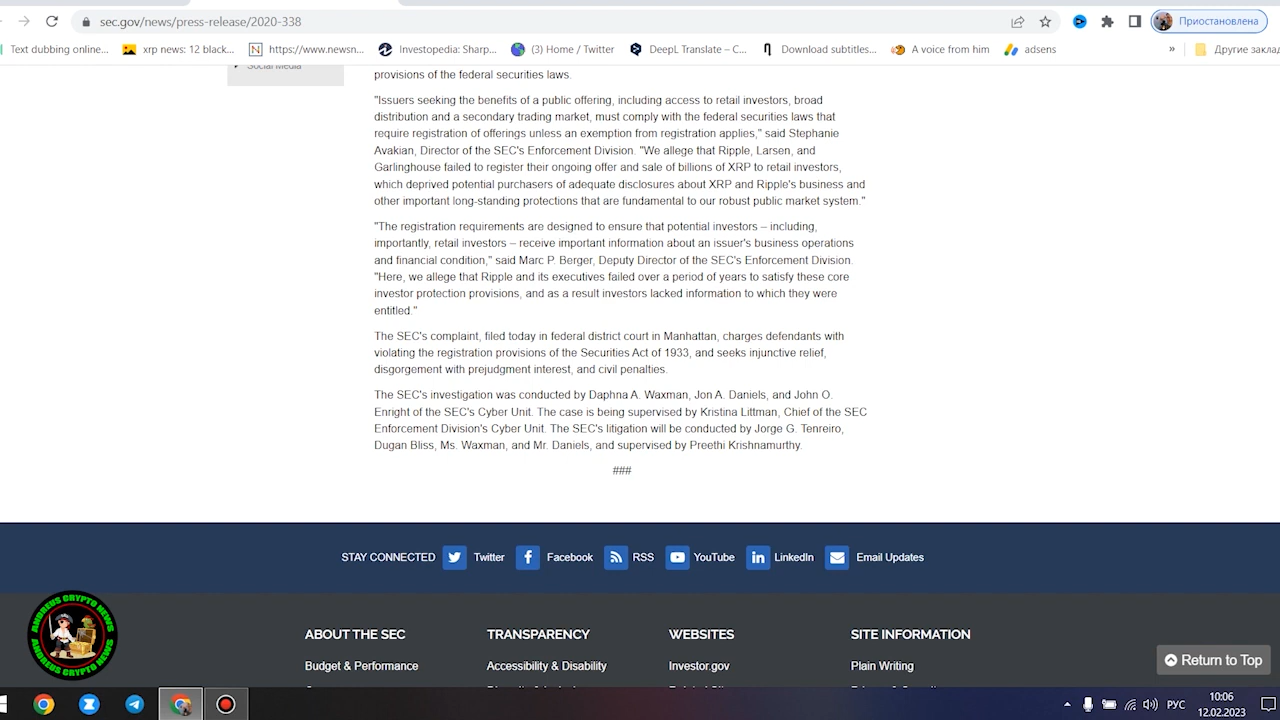 sec.gov/news/press-release/2020-338
Приостановлена
Text dubbing online...
xrp news: 12 black...
https://www.newsn...
Investopedia: Sharp...
(3) Home / Twitter
DeepL Translate – C...
Download subtitles...
A voice from him
adsens
»
Другие заклад
Social Media
provisions of the federal securities laws.
"Issuers seeking the benefits of a public offering, including access to retail investors, broad
distribution and a secondary trading market, must comply with the federal securities laws that
require registration of offerings unless an exemption from registration applies," said Stephanie
Avakian, Director of the SEC's Enforcement Division. "We allege that Ripple, Larsen, and
Garlinghouse failed to register their ongoing offer and sale of billions of XRP to retail investors,
which deprived potential purchasers of adequate disclosures about XRP and Ripple's business and
other important long-standing protections that are fundamental to our robust public market system."
"The registration requirements are designed to ensure that potential investors – including,
importantly, retail investors – receive important information about an issuer's business operations
and financial condition," said Marc P. Berger, Deputy Director of the SEC's Enforcement Division.
"Here, we allege that Ripple and its executives failed over a period of years to satisfy these core
investor protection provisions, and as a result investors lacked information to which they were
entitled."
The SEC's complaint, filed today in federal district court in Manhattan, charges defendants with
violating the registration provisions of the Securities Act of 1933, and seeks injunctive relief,
disgorgement with prejudgment interest, and civil penalties.
The SEC's investigation was conducted by Daphna A. Waxman, Jon A. Daniels, and John O.
Enright of the SEC's Cyber Unit. The case is being supervised by Kristina Littman, Chief of the SEC
Enforcement Division's Cyber Unit. The SEC's litigation will be conducted by Jorge G. Tenreiro,
Dugan Bliss, Ms. Waxman, and Mr. Daniels, and supervised by Preethi Krishnamurthy.
###
STAY CONNECTED Twitter Facebook RSS YouTube LinkedIn Email Updates
ANDREUS CRYPTO NEWS
ANDREUS CRYPTO NEWS
ABOUT THE SEC
TRANSPARENCY
WEBSITES
SITE INFORMATION
Budget & Performance
Accessibility & Disability
Investor.gov
Plain Writing
Return to Top
10:06
РУС
12.02.2023